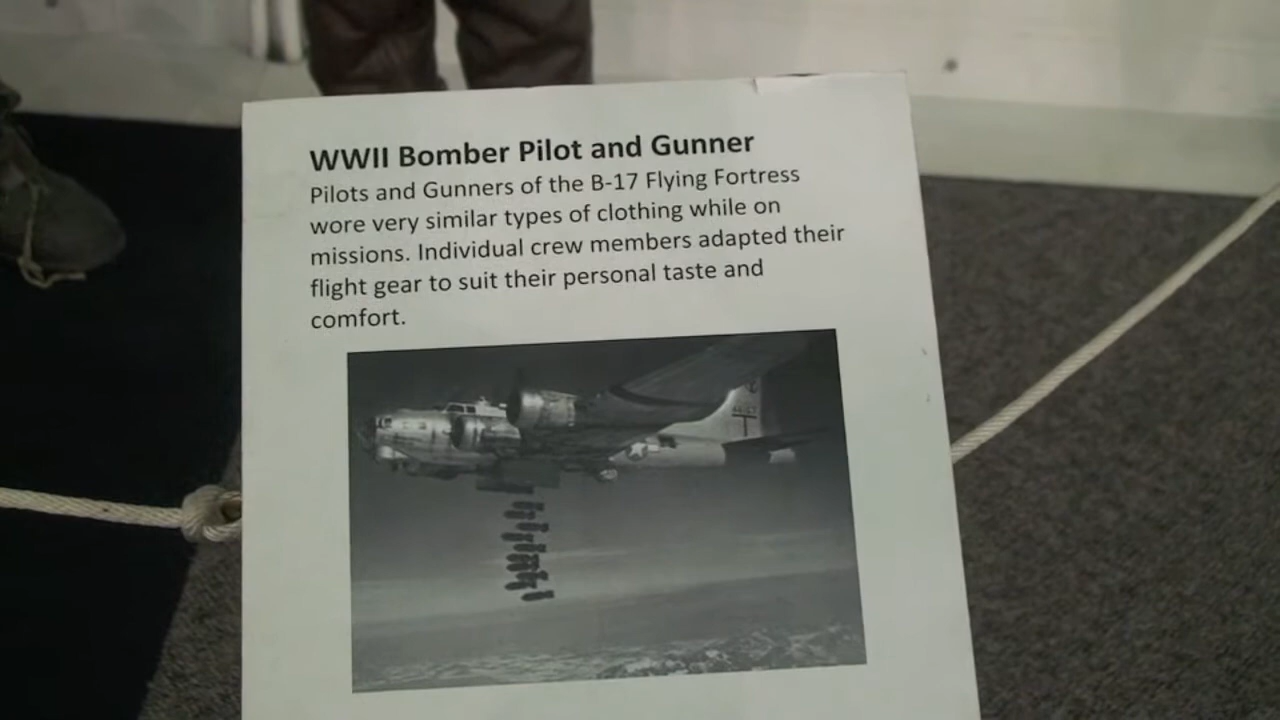 WWII Bomber Pilot and Gunner
Pilots and Gunners of the B-17 Flying Fortress
wore very similar types of clothing while on
missions. Individual crew members adapted their
flight gear to suit their personal taste and
comfort.
T